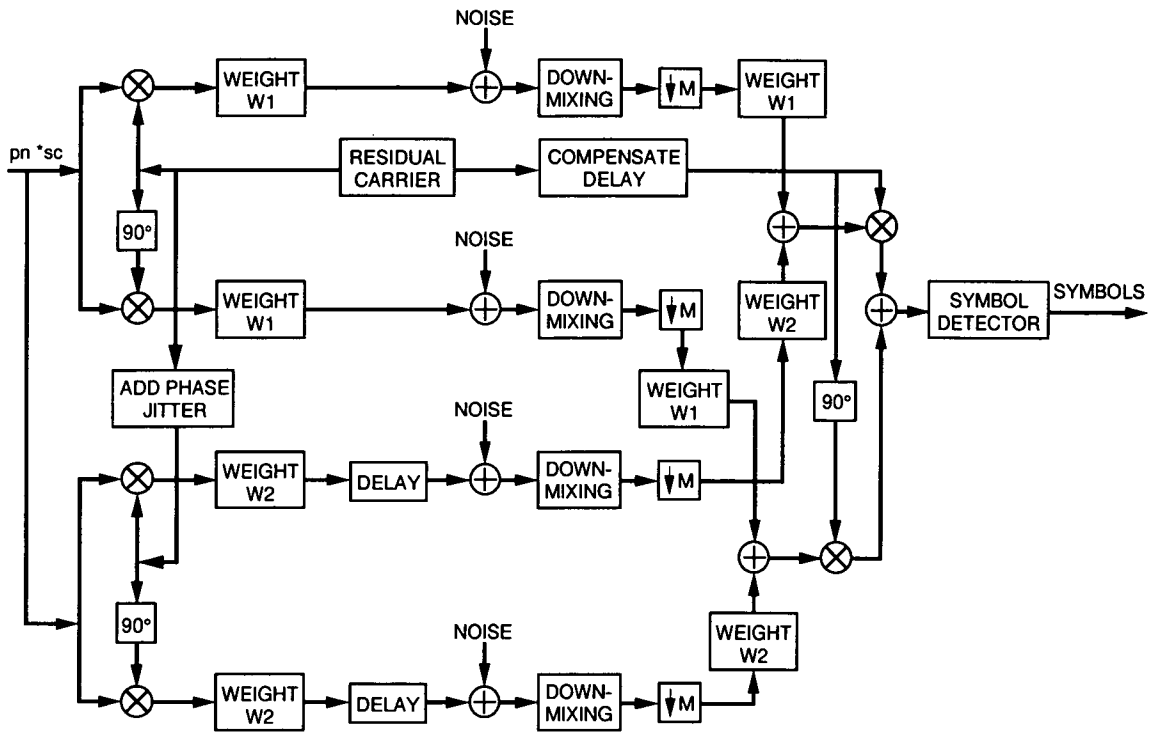 NOISE
WEIGHT
W1
DOWN-
MIXING
M
WEIGHT
W1
pn *sc
RESIDUAL
CARRIER
COMPENSATE
DELAY
90°
NOISE
WEIGHT
W1
DOWN-
MIXING
M
WEIGHT
W2
SYMBOL
DETECTOR
SYMBOLS
ADD PHASE
JITTER
WEIGHT
W1
90°
NOISE
WEIGHT
W2
DELAY
DOWN-
MIXING
M
90°
NOISE
WEIGHT
W2
WEIGHT
W2
DELAY
DOWN-
MIXING
M